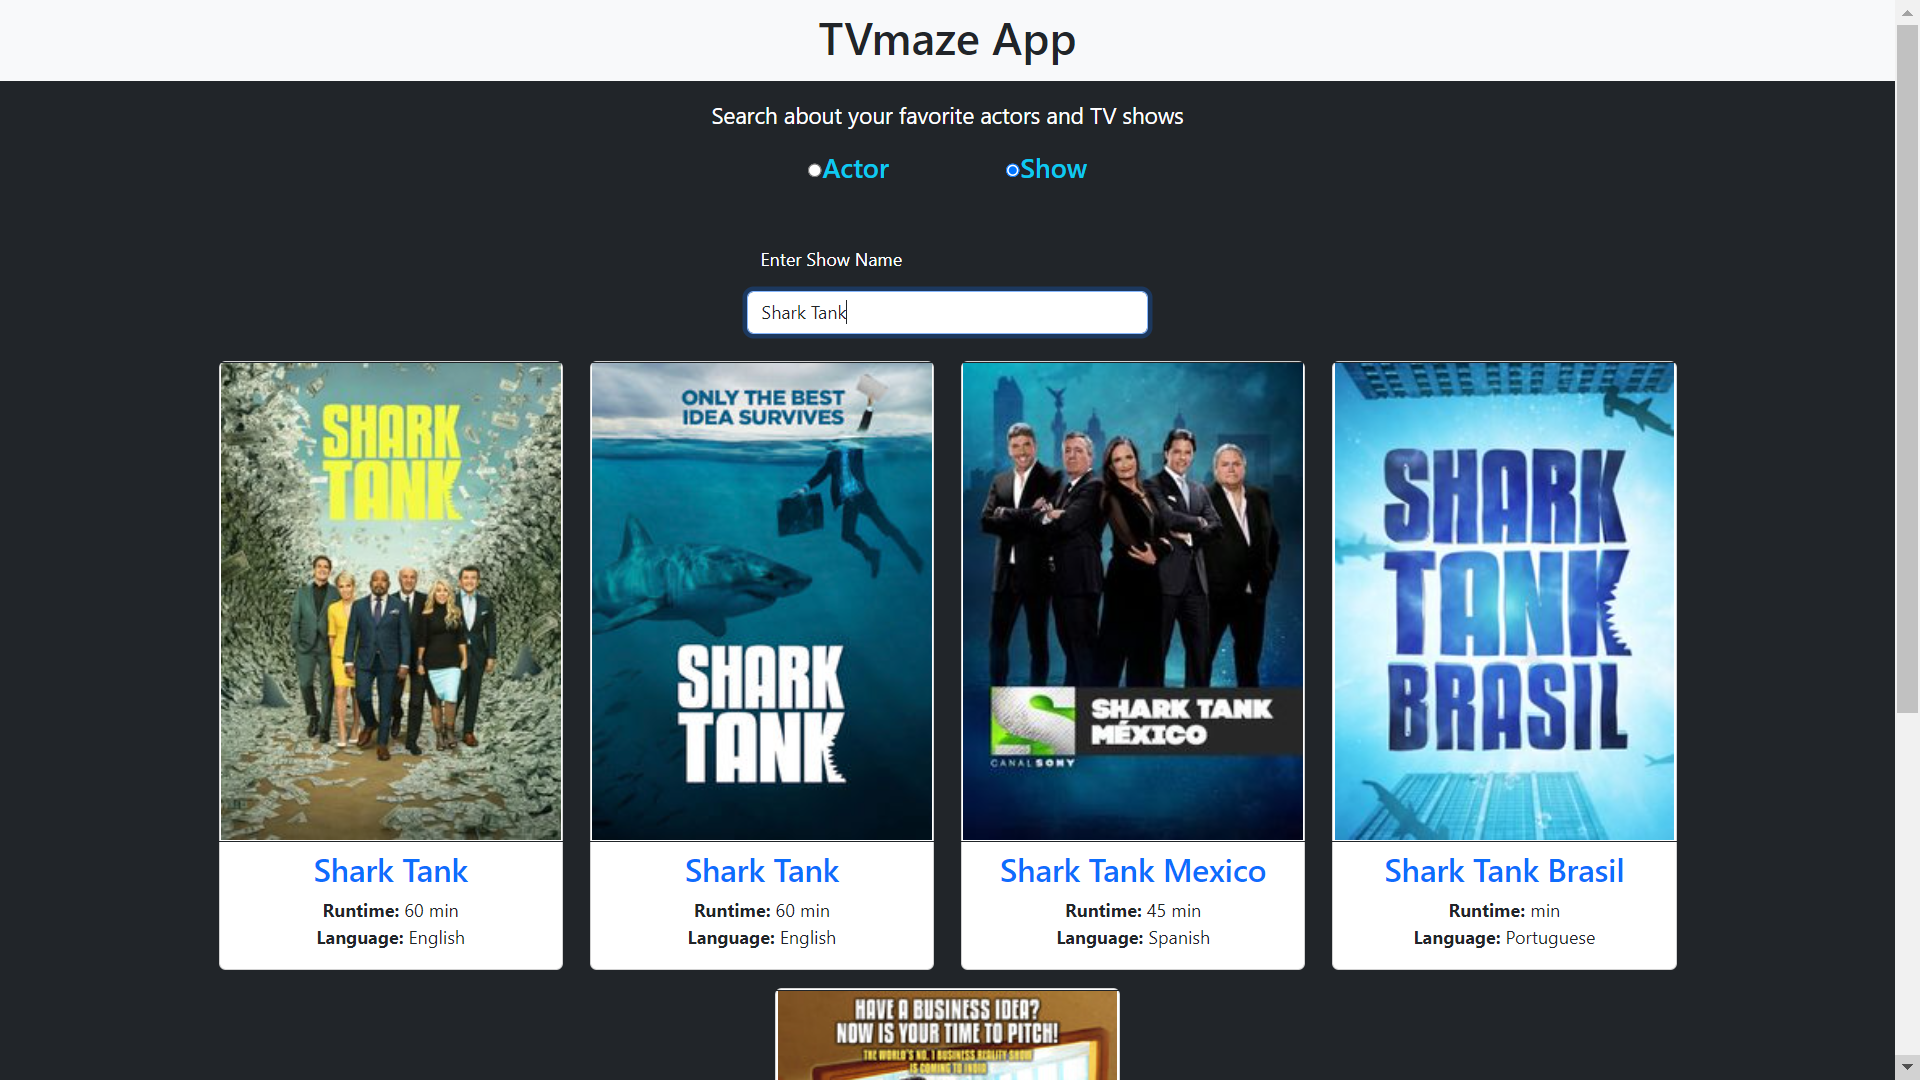 TVmaze App
Search about your favorite actors and TV shows
Actor
Show
Enter Show Name
Shark Tank
SHARK
TANK
Shark Tank
Runtime: 60 min
Language: English
ONLY THE BEST
IDEA SURVIVES
SHARK
TANK
Shark Tank
Runtime: 60 min
Language: English
SHARK TANK
MÉXICO
CANAL SONY
Shark Tank Mexico
Runtime: 45 min
Language: Spanish
SHARK
TANK
BRASIL
Shark Tank Brasil
Runtime: min
Language: Portuguese
HAVE A BUSINESS IDEA?
NOW IS YOUR TIME TO PITCH!
THE WORLD'S NO. 1 BUSINESS REALITY SHOW
IS COMING TO INDIA